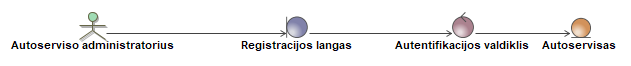 Autoserviso administratorius
Registracijos langas
Autentifikacijos valdiklis
Autoservisas